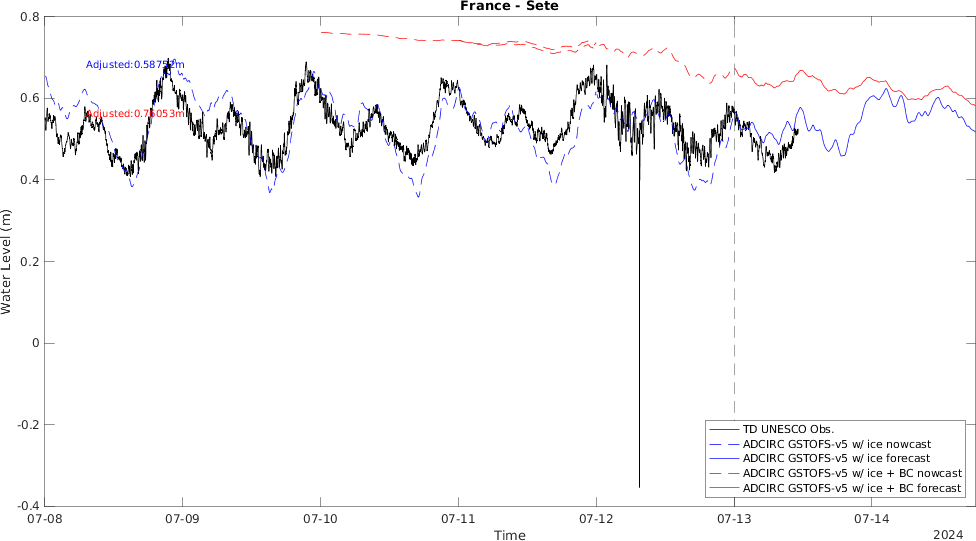 France - Sete
0.8
0.6
0.4
0.2
0
-0.2
-0.4
Water Level (m)
Adjusted:0.58752m
Adjusted:0.76053m
TD UNESCO Obs.
ADCIRC GSTOFS-v5 w/ ice nowcast
ADCIRC GSTOFS-v5 w/ ice forecast
ADCIRC GSTOFS-v5 w/ ice + BC nowcast
ADCIRC GSTOFS-v5 w/ ice + BC forecast
07-08 07-09 07-10 07-11 07-12 07-13 07-14
Time
2024